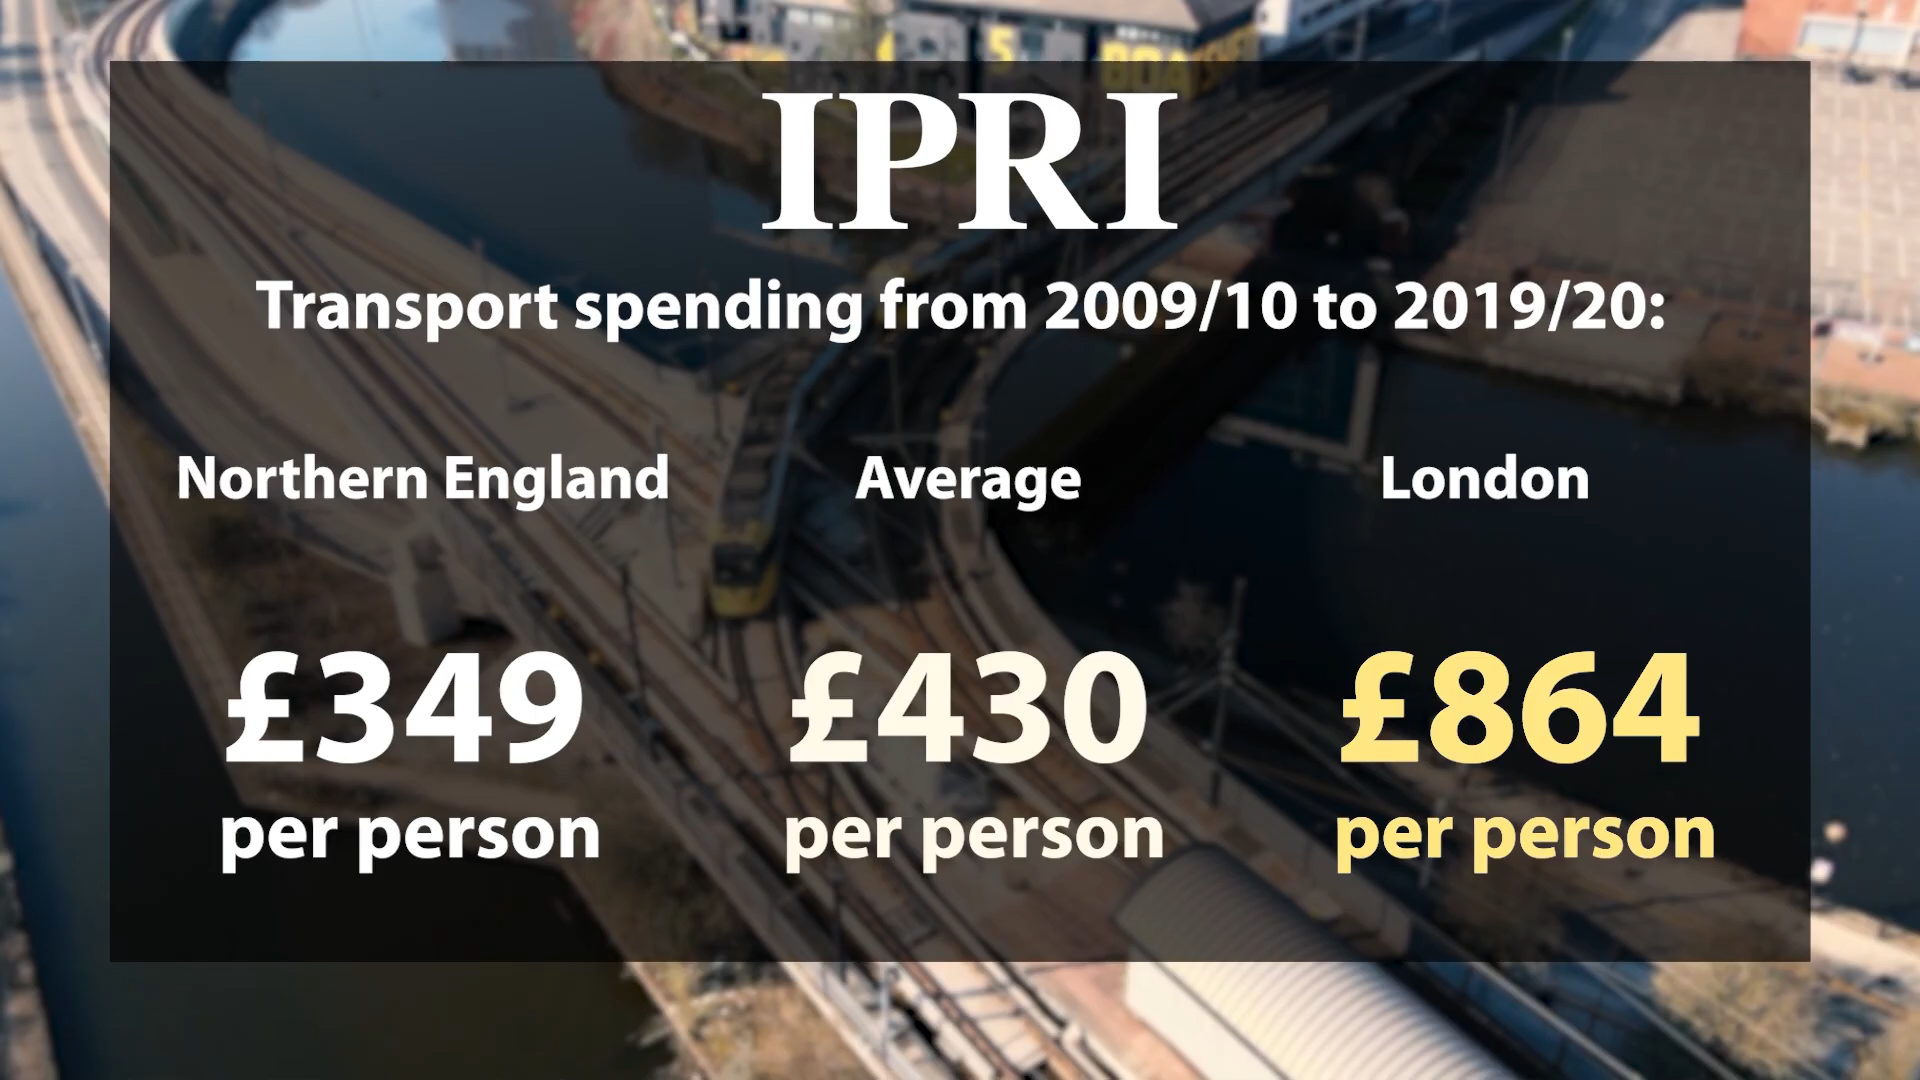 IPRI
Transport spending from 2009/10 to 2019/20:
Northern England Average London
£349 £430 £864
per person per person per person